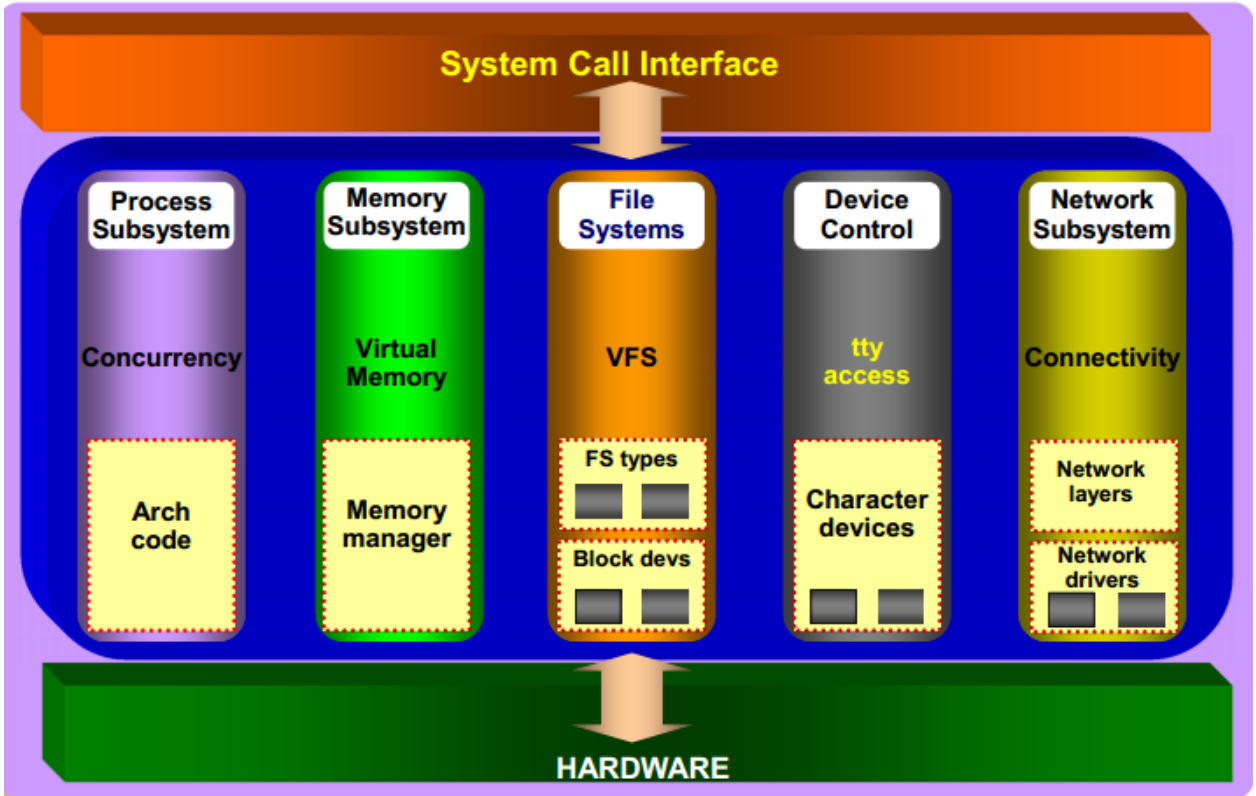 System Call Interface
Process
Subsystem
Concurrency
Arch
code
Memory
Subsystem
Virtual
Memory
Memory
manager
File
Systems
VFS
FS types
Block devs
Device
Control
tty
access
Character
devices
Network
Subsystem
Connectivity
Network
layers
Network
drivers
HARDWARE